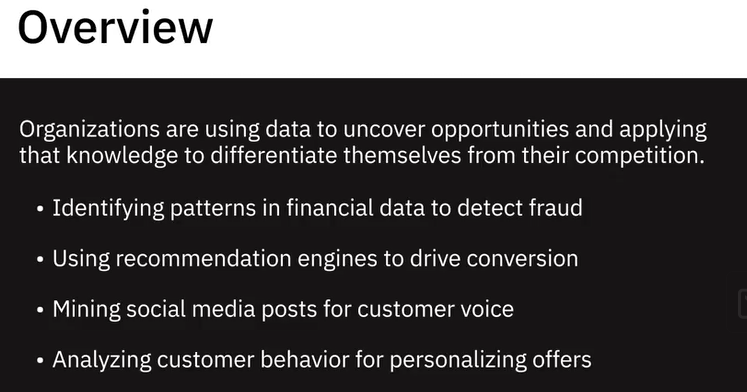 Overview
Organizations are using data to uncover opportunities and applying
that knowledge to differentiate themselves from their competition.
• Identifying patterns in financial data to detect fraud
• Using recommendation engines to drive conversion
• Mining social media posts for customer voice
• Analyzing customer behavior for personalizing offers